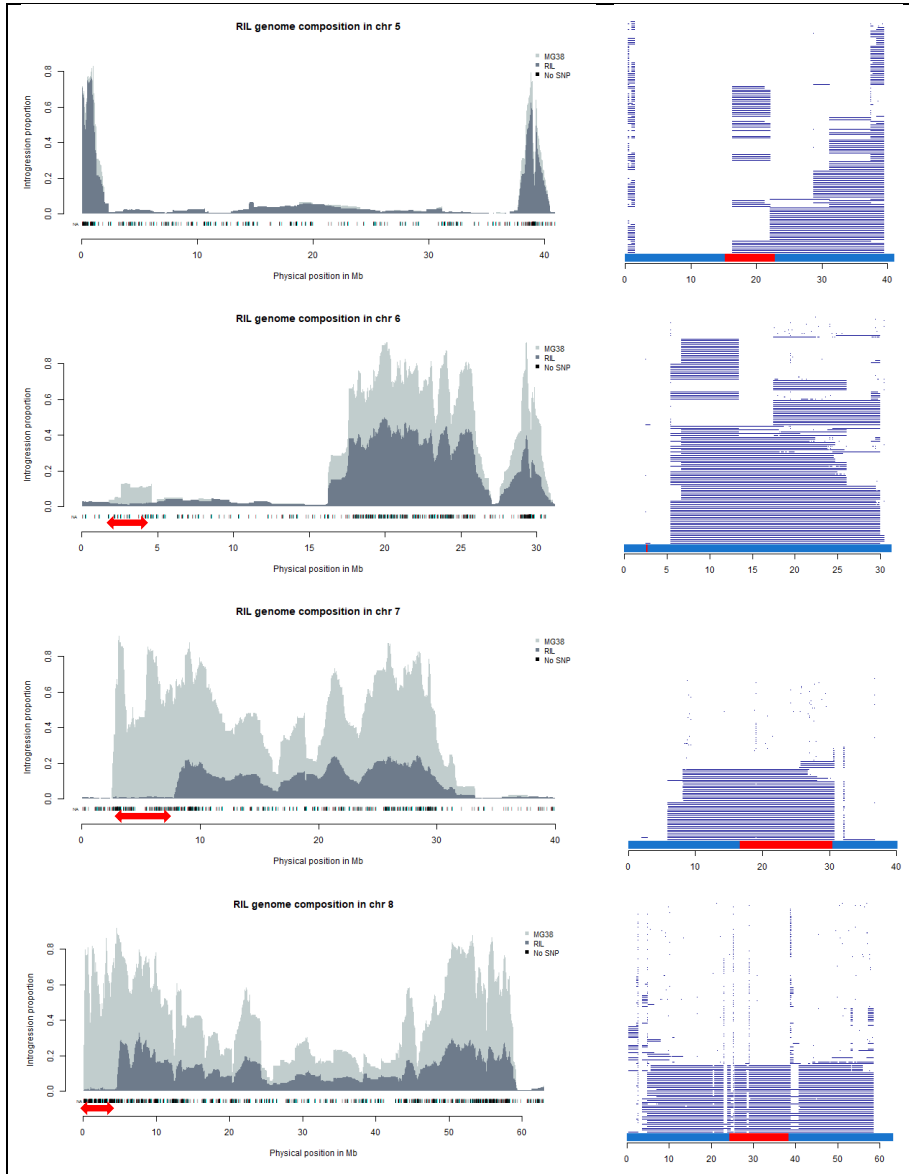 RIL genome composition in chr 5
MG38
RIL
No SNP
Introgression proportion
0.0 0.2 0.4 0.6 0.8
NA
0 10 20 30 40
Physical position in Mb
0 10 20 30 40
RIL genome composition in chr 6
MG38
RIL
No SNP
Introgression proportion
0.0 0.2 0.4 0.6 0.8
NA
0 5 10 15 20 25 30
Physical position in Mb
0 5 10 15 20 25 30
RIL genome composition in chr 7
MG38
RIL
No SNP
Introgression proportion
0.0 0.2 0.4 0.6 0.8
NA
0 10 20 30 40
Physical position in Mb
0 10 20 30 40
RIL genome composition in chr 8
MG38
RIL
No SNP
Introgression proportion
0.0 0.2 0.4 0.6 0.8
NA
0 10 20 30 40 50 60
Physical position in Mb
0 10 20 30 40 50 60